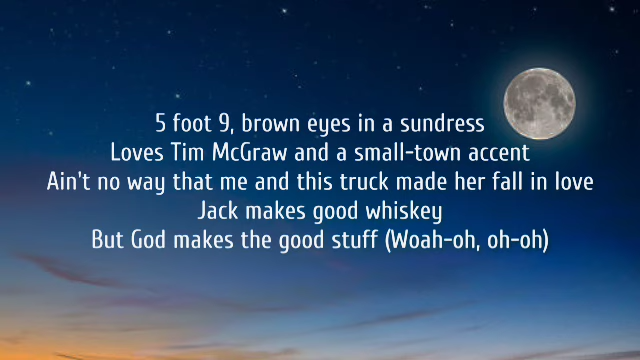 5 foot 9, brown eyes in a sundress
Loves Tim McGraw and a small-town accent
Ain't no way that me and this truck made her fall in love
Jack makes good whiskey
But God makes the good stuff (Woah-oh, oh-oh)